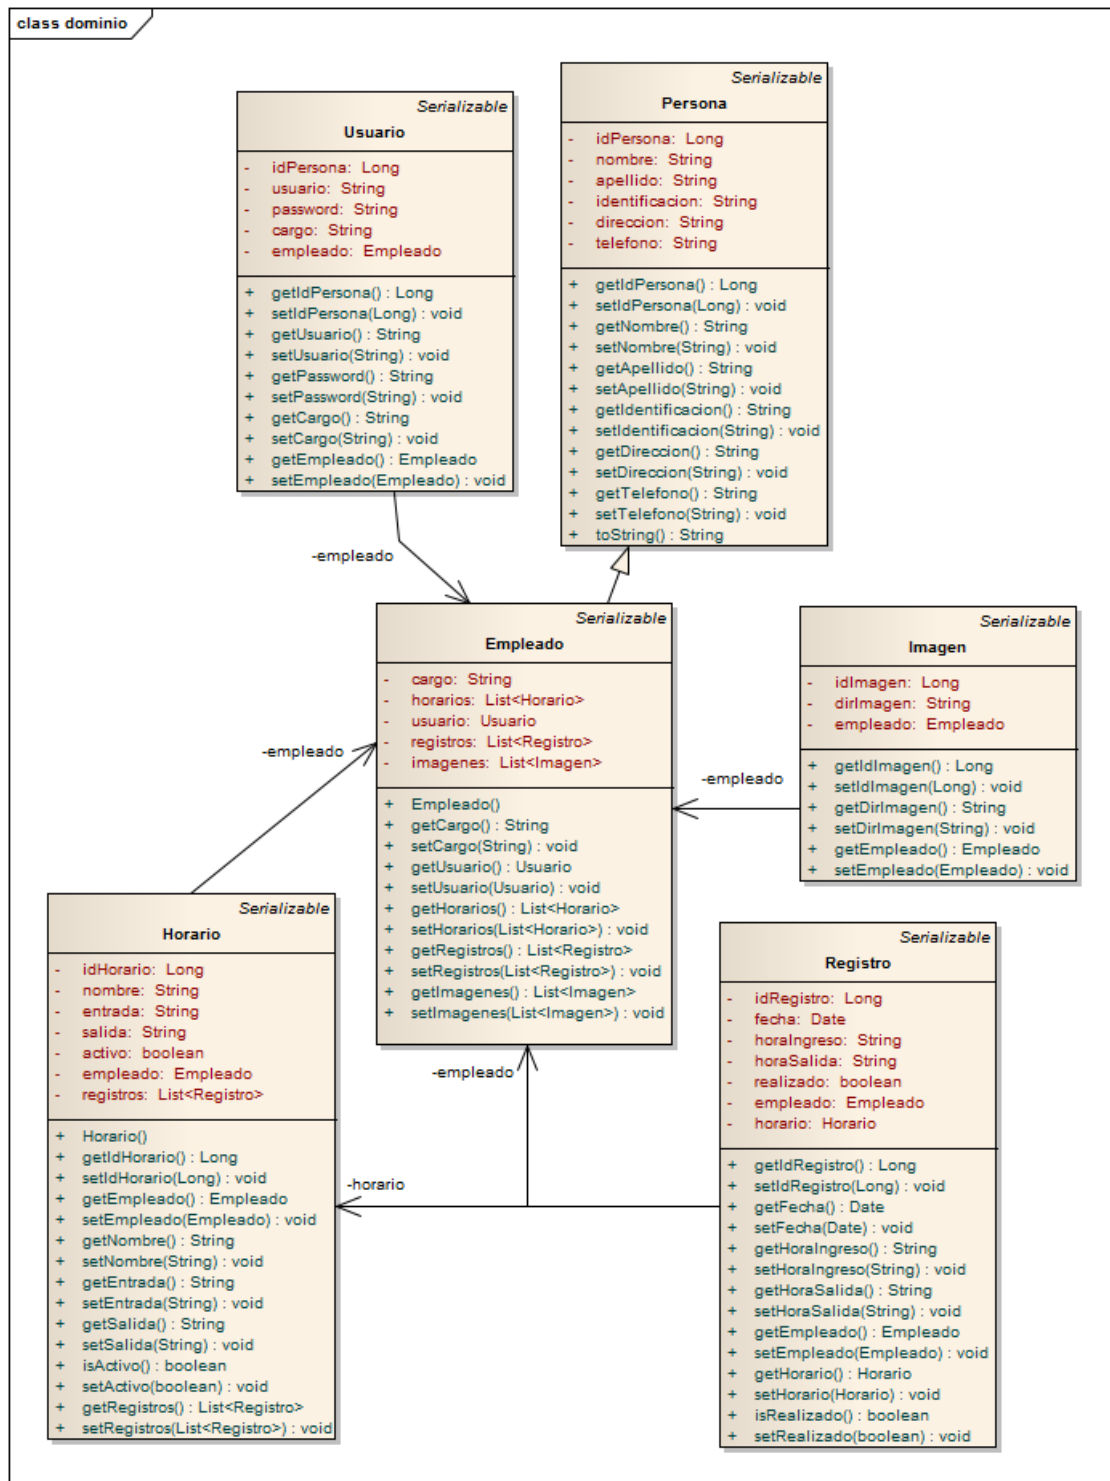 class dominio
Serializable
Usuario
- idPersona: Long
- usuario: String
- password: String
- cargo: String
- empleado: Empleado
+ getIdPersona() : Long
+ setIdPersona(Long) : void
+ getUsuario() : String
+ setUsuario(String) : void
+ getPassword() : String
+ setPassword(String) : void
+ getCargo() : String
+ setCargo(String) : void
+ getEmpleado() : Empleado
+ setEmpleado(Empleado) : void
Serializable
Persona
- idPersona: Long
- nombre: String
- apellido: String
- identificacion: String
- direccion: String
- telefono: String
+ getIdPersona() : Long
+ setIdPersona(Long) : void
+ getNombre() : String
+ setNombre(String) : void
+ getApellido() : String
+ setApellido(String) : void
+ getIdentificacion() : String
+ setIdentificacion(String) : void
+ getDireccion() : String
+ setDireccion(String) : void
+ getTelefono() : String
+ setTelefono(String) : void
+ toString() : String
-empleado
Serializable
Empleado
- cargo: String
- horarios: List<Horario>
- usuario: Usuario
- registros: List<Registro>
- imagenes: List<Imagen>
+ Empleado()
+ getCargo() : String
+ setCargo(String) : void
+ getUsuario() : Usuario
+ setUsuario(Usuario) : void
+ getHorarios() : List<Horario>
+ setHorarios(List<Horario>) : void
+ getRegistros() : List<Registro>
+ setRegistros(List<Registro>) : void
+ getImagenes() : List<Imagen>
+ setImagenes(List<Imagen>) : void
Serializable
Imagen
- idImagen: Long
- dirImagen: String
- empleado: Empleado
+ getIdImagen() : Long
+ setIdImagen(Long) : void
+ getDirImagen() : String
+ setDirImagen(String) : void
+ getEmpleado() : Empleado
+ setEmpleado(Empleado) : void
-empleado
-empleado
Serializable
Horario
- idHorario: Long
- nombre: String
- entrada: String
- salida: String
- activo: boolean
- empleado: Empleado
- registros: List<Registro>
+ Horario()
+ getIdHorario() : Long
+ setIdHorario(Long) : void
+ getEmpleado() : Empleado
+ setEmpleado(Empleado) : void
+ getNombre() : String
+ setNombre(String) : void
+ getEntrada() : String
+ setEntrada(String) : void
+ getSalida() : String
+ setSalida(String) : void
+ isActivo() : boolean
+ setActivo(boolean) : void
+ getRegistros() : List<Registro>
+ setRegistros(List<Registro>) : void
-empleado
-horario
Serializable
Registro
- idRegistro: Long
- fecha: Date
- horaIngreso: String
- horaSalida: String
- realizado: boolean
- empleado: Empleado
- horario: Horario
+ getIdRegistro() : Long
+ setIdRegistro(Long) : void
+ getFecha() : Date
+ setFecha(Date) : void
+ getHoraIngreso() : String
+ setHoraIngreso(String) : void
+ getHoraSalida() : String
+ setHoraSalida(String) : void
+ getEmpleado() : Empleado
+ setEmpleado(Empleado) : void
+ getHorario() : Horario
+ setHorario(Horario) : void
+ isRealizado() : boolean
+ setRealizado(boolean) : void